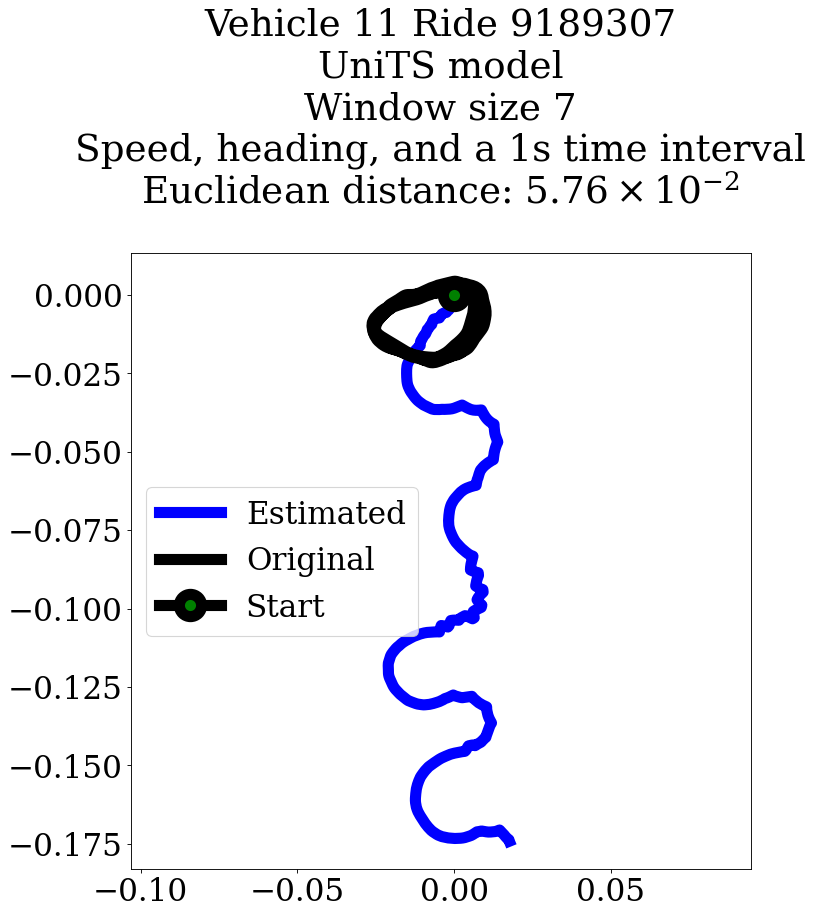 Vehicle 11 Ride 9189307
UniTS model
Window size 7
Speed, heading, and a 1s time interval
Euclidean distance: 5.76 × 10⁻²
0.000
−0.025
−0.050
−0.075
−0.100
−0.125
−0.150
−0.175
Estimated
Original
Start
−0.10 −0.05 0.00 0.05